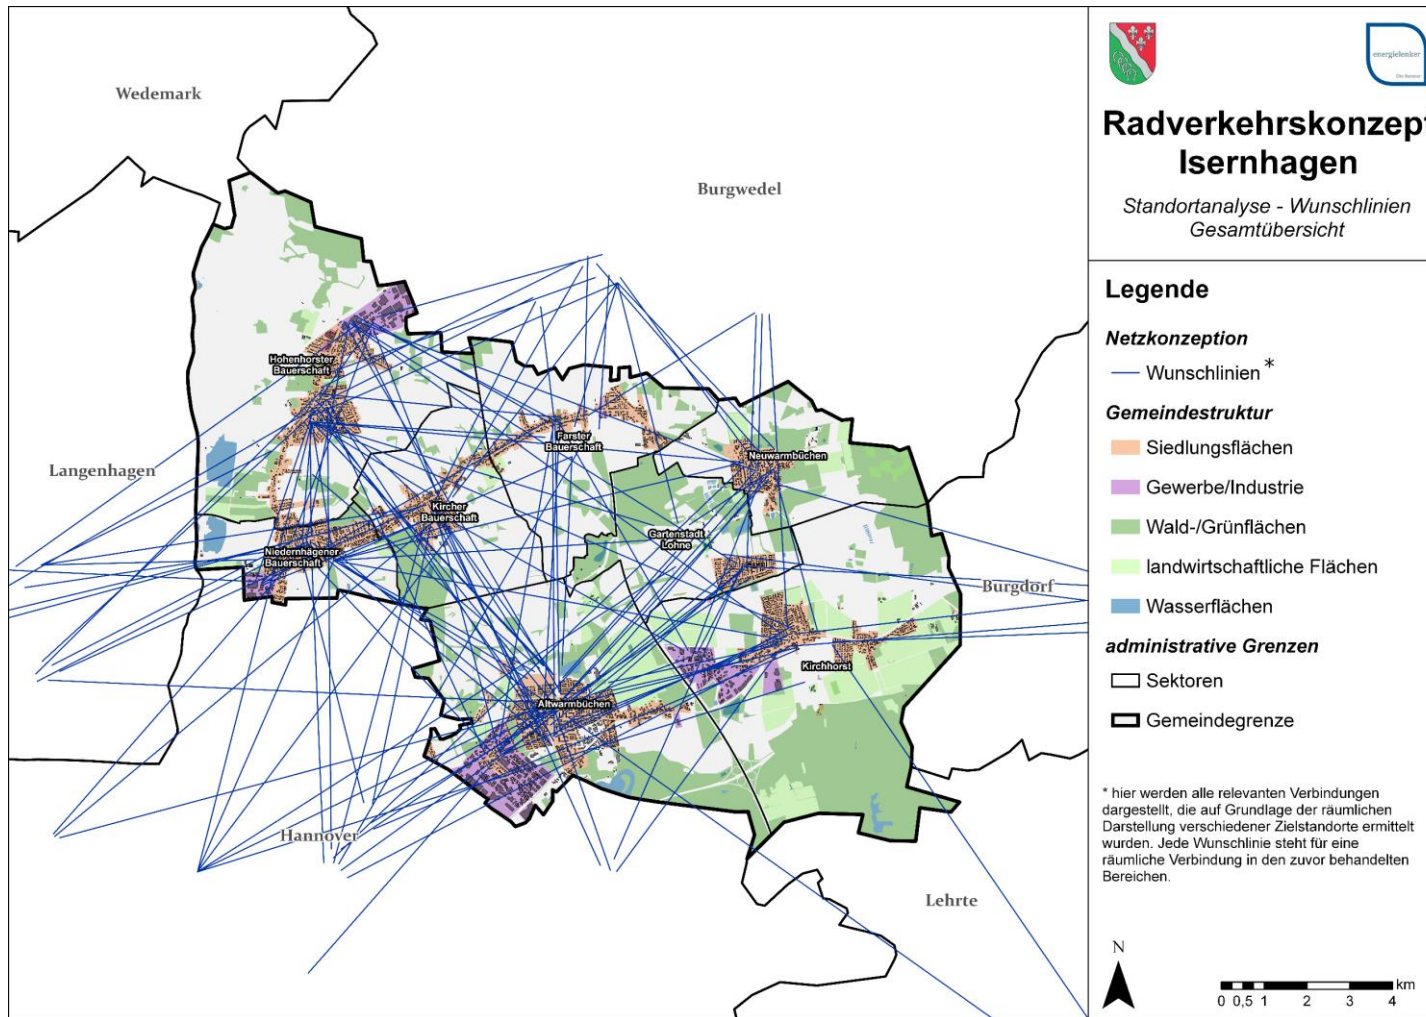 Wedemark
Burgwedel
Langenhagen
Hohenhorster
Bauerschaft
Farster
Bauerschaft
Neuwarmbüchen
Kircher
Bauerschaft
Gartenstadt
Lohne
Niedernhägener
Bauerschaft
Burgdorf
Kirchhorst
Altwarmbüchen
Hannover
Lehrte
energielenker
Radverkehrskonzept
Isernhagen
Standortanalyse - Wunschlinien
Gesamtübersicht
Legende
Netzkonzeption
Wunschlinien *
Gemeindestruktur
Siedlungsflächen
Gewerbe/Industrie
Wald-/Grünflächen
landwirtschaftliche Flächen
Wasserflächen
administrative Grenzen
Sektoren
Gemeindegrenze
* hier werden alle relevanten Verbindungen
dargestellt, die auf Grundlage der räumlichen
Darstellung verschiedener Zielstandorte ermittelt
wurden. Jede Wunschlinie steht für eine
räumliche Verbindung in den zuvor behandelten
Bereichen.
N
km
0 0,5 1 2 3 4